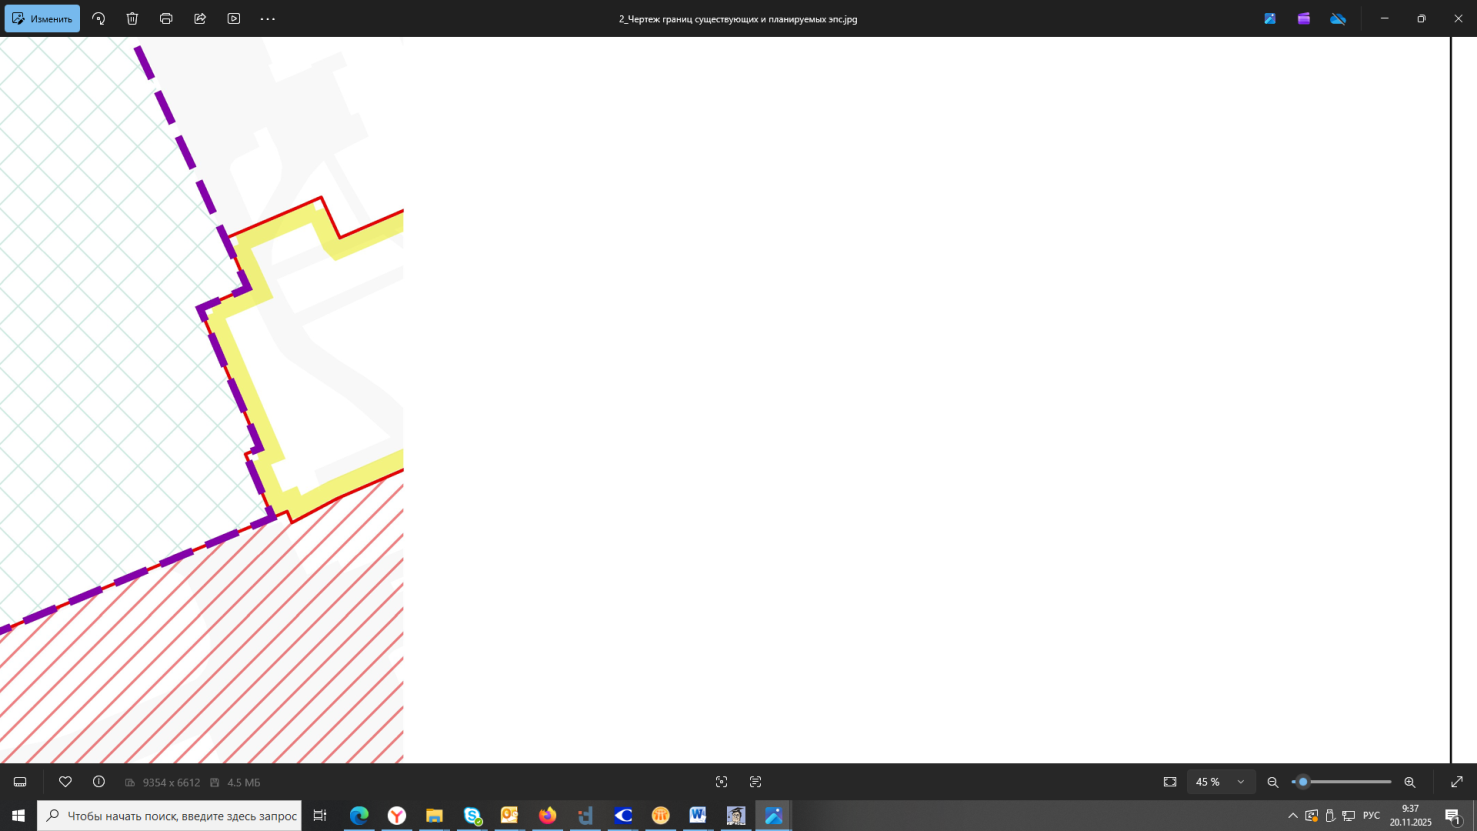 Изменить
2_Чертеж границ существующих и планируемых эпс.jpg
9354 x 6612
4.5 МБ
45 %
Чтобы начать поиск, введите здесь запрос
РУС
9:37
20.11.2025
1